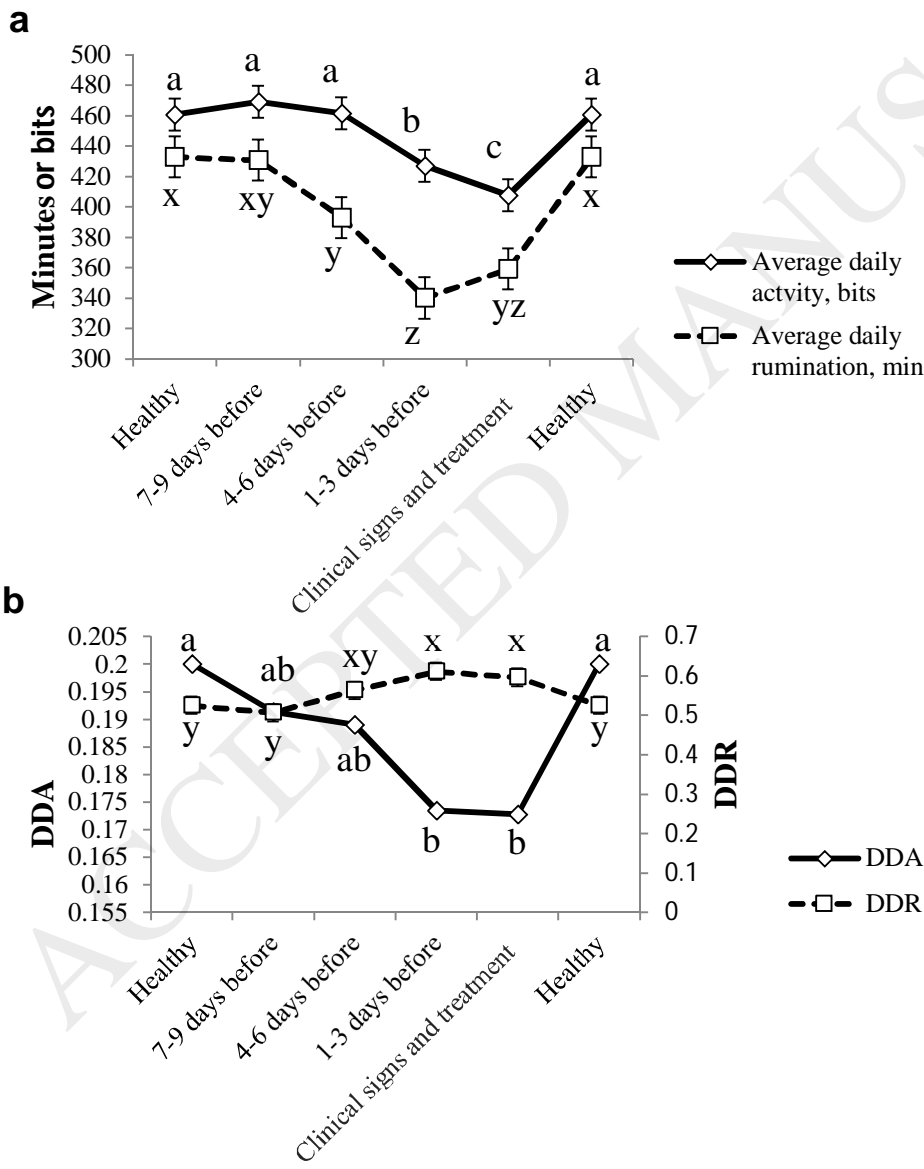 a
500
480
460
440
420
400
380
360
340
320
300
Minutes or bits
a
a
a
b
c
a
x
xy
y
z
yz
x
Healthy
7-9 days before
4-6 days before
1-3 days before
Clinical signs and treatment
Healthy
Average daily
actvity, bits
Average daily
rumination, min
b
0.205
0.2
0.195
0.19
0.185
0.18
0.175
0.17
0.165
0.16
0.155
DDA
a
ab
xy
x
x
a
y
y
ab
b
b
y
0.7
0.6
0.5
0.4
0.3
0.2
0.1
0
DDR
Healthy
7-9 days before
4-6 days before
1-3 days before
Clinical signs and treatment
Healthy
DDA
DDR
ACCEPTED MANUS